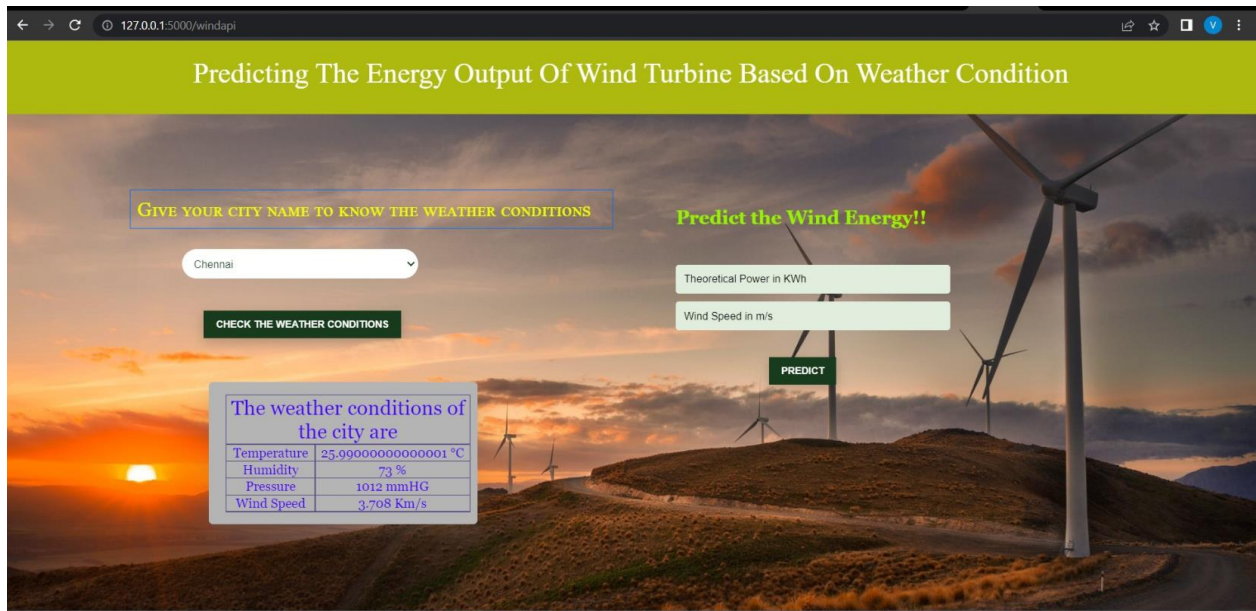 127.0.0.1:5000/windapi
V
Predicting The Energy Output Of Wind Turbine Based On Weather Condition
GIVE YOUR CITY NAME TO KNOW THE WEATHER CONDITIONS
Chennai
CHECK THE WEATHER CONDITIONS
The weather conditions of
the city are
Temperature 25.99000000000001 °C
Humidity 73 %
Pressure 1012 mmHG
Wind Speed 3.708 Km/s
Predict the Wind Energy!!
Theoretical Power in KWh
Wind Speed in m/s
PREDICT